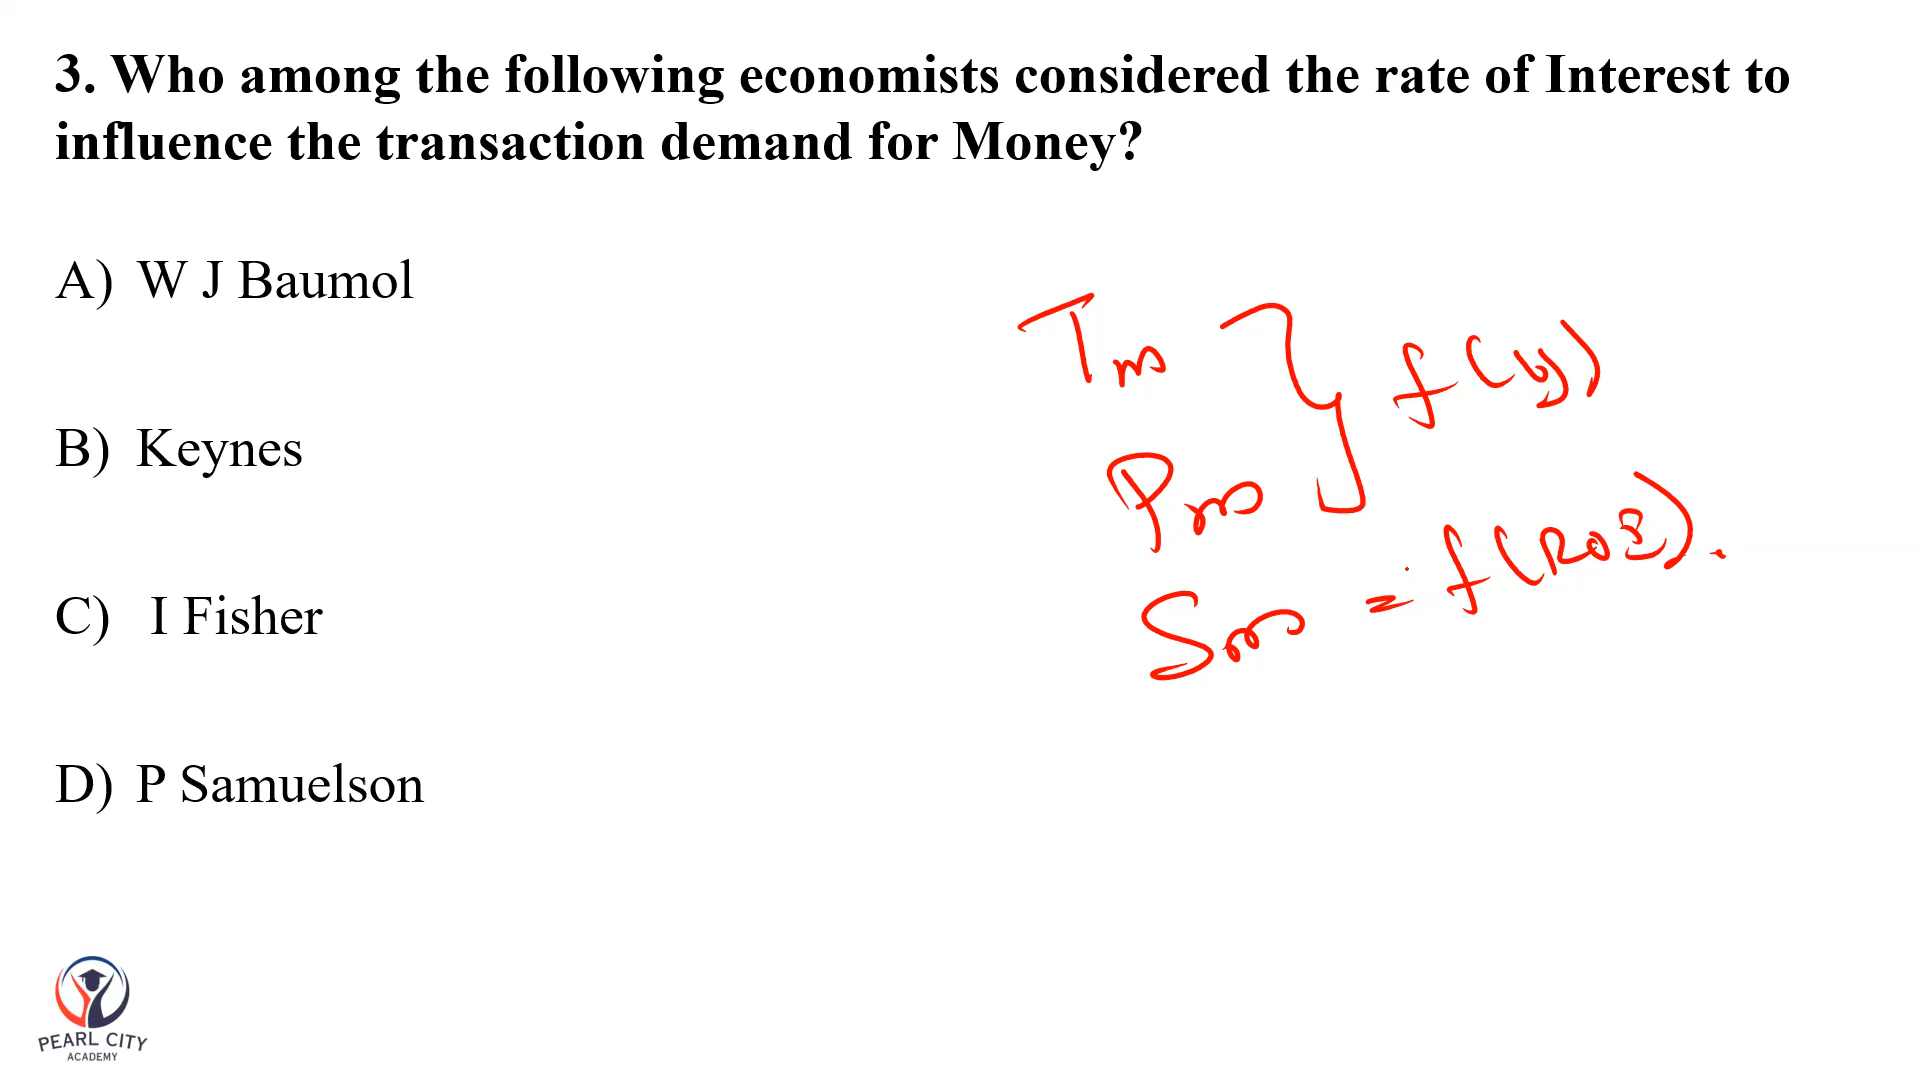 3. Who among the following economists considered the rate of Interest to
influence the transaction demand for Money?
A) W J Baumol
B) Keynes
C) I Fisher
D) P Samuelson
Tm
Pm
f(y)
Sm = f(ROI).
PEARL CITY
ACADEMY